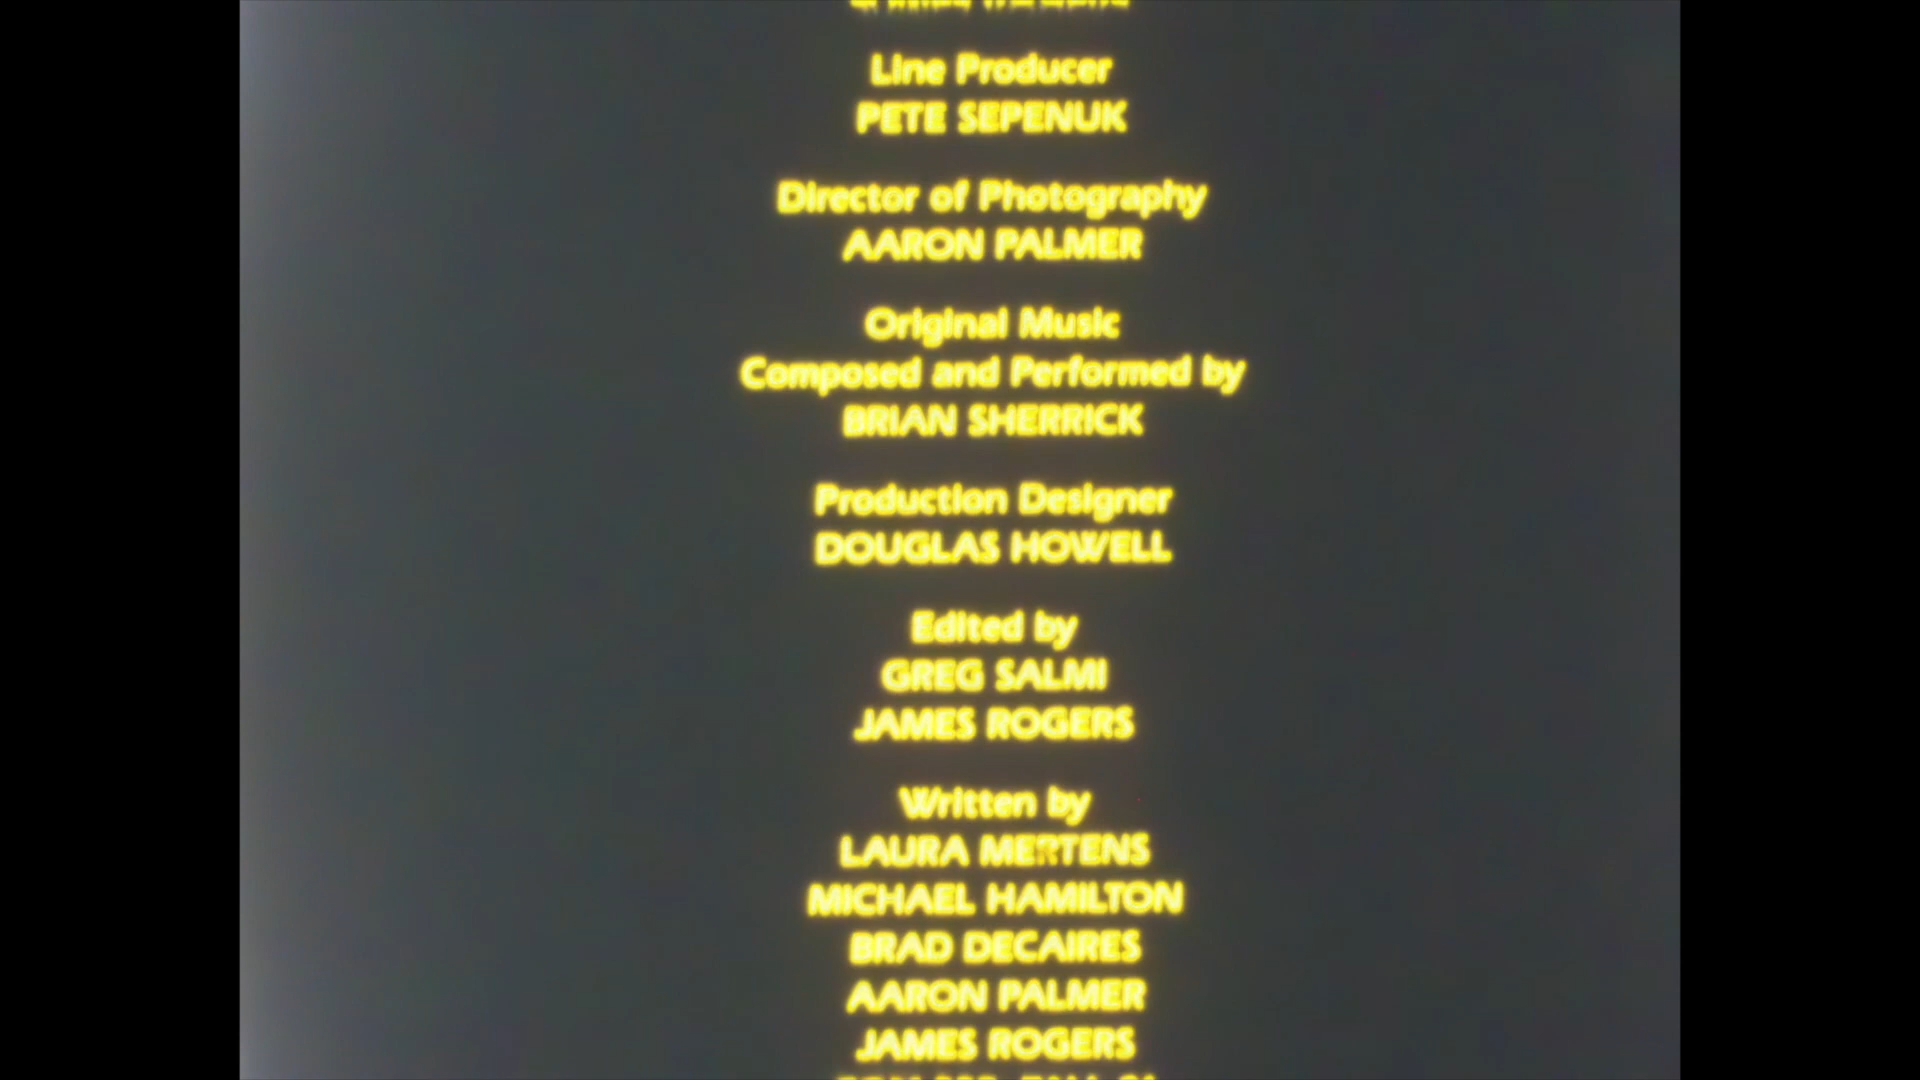 Line Producer
PETE SEPENUK
Director of Photography
AARON PALMER
Original Music
Composed and Performed by
BRIAN SHERRICK
Production Designer
DOUGLAS HOWELL
Edited by
GREG SALMI
JAMES ROGERS
Written by
LAURA MERTENS
MICHAEL HAMILTON
BRAD DECAIRES
AARON PALMER
JAMES ROGERS